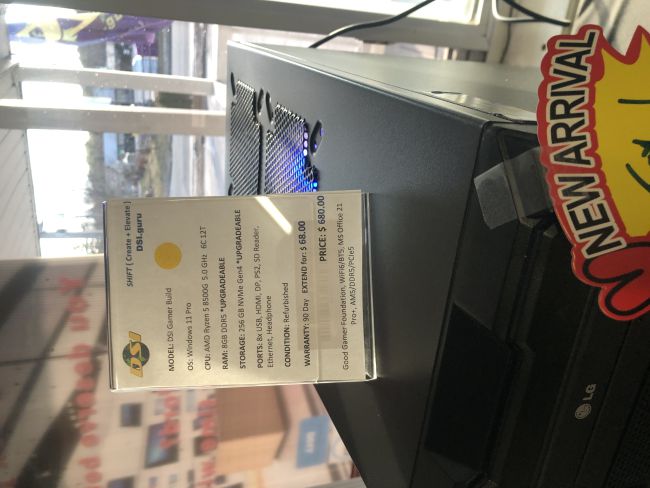 DSI
SHIFT [ Create + Elevate ]
DSI.guru
MODEL: DSI Gamer Build
OS: Windows 11 Pro
CPU: AMD Ryzen 5 8500G 5.0 GHz 6C 12T
RAM: 8GB DDR5 *UPGRADEABLE
STORAGE: 256 GB NVMe Gen4 *UPGRADEABLE
PORTS: 8x USB, HDMI, DP, PS2, SD Reader,
Ethernet, Headphone
CONDITION: Refurbished
WARRANTY: 90 Day EXTEND for: $ 68.00
PRICE: $ 680.00
Good Gamer Foundation, WiFi6/BT5, MS Office 21
Pro+, AM5/DDR5/PCIe5
NEW ARRIVAL
LG